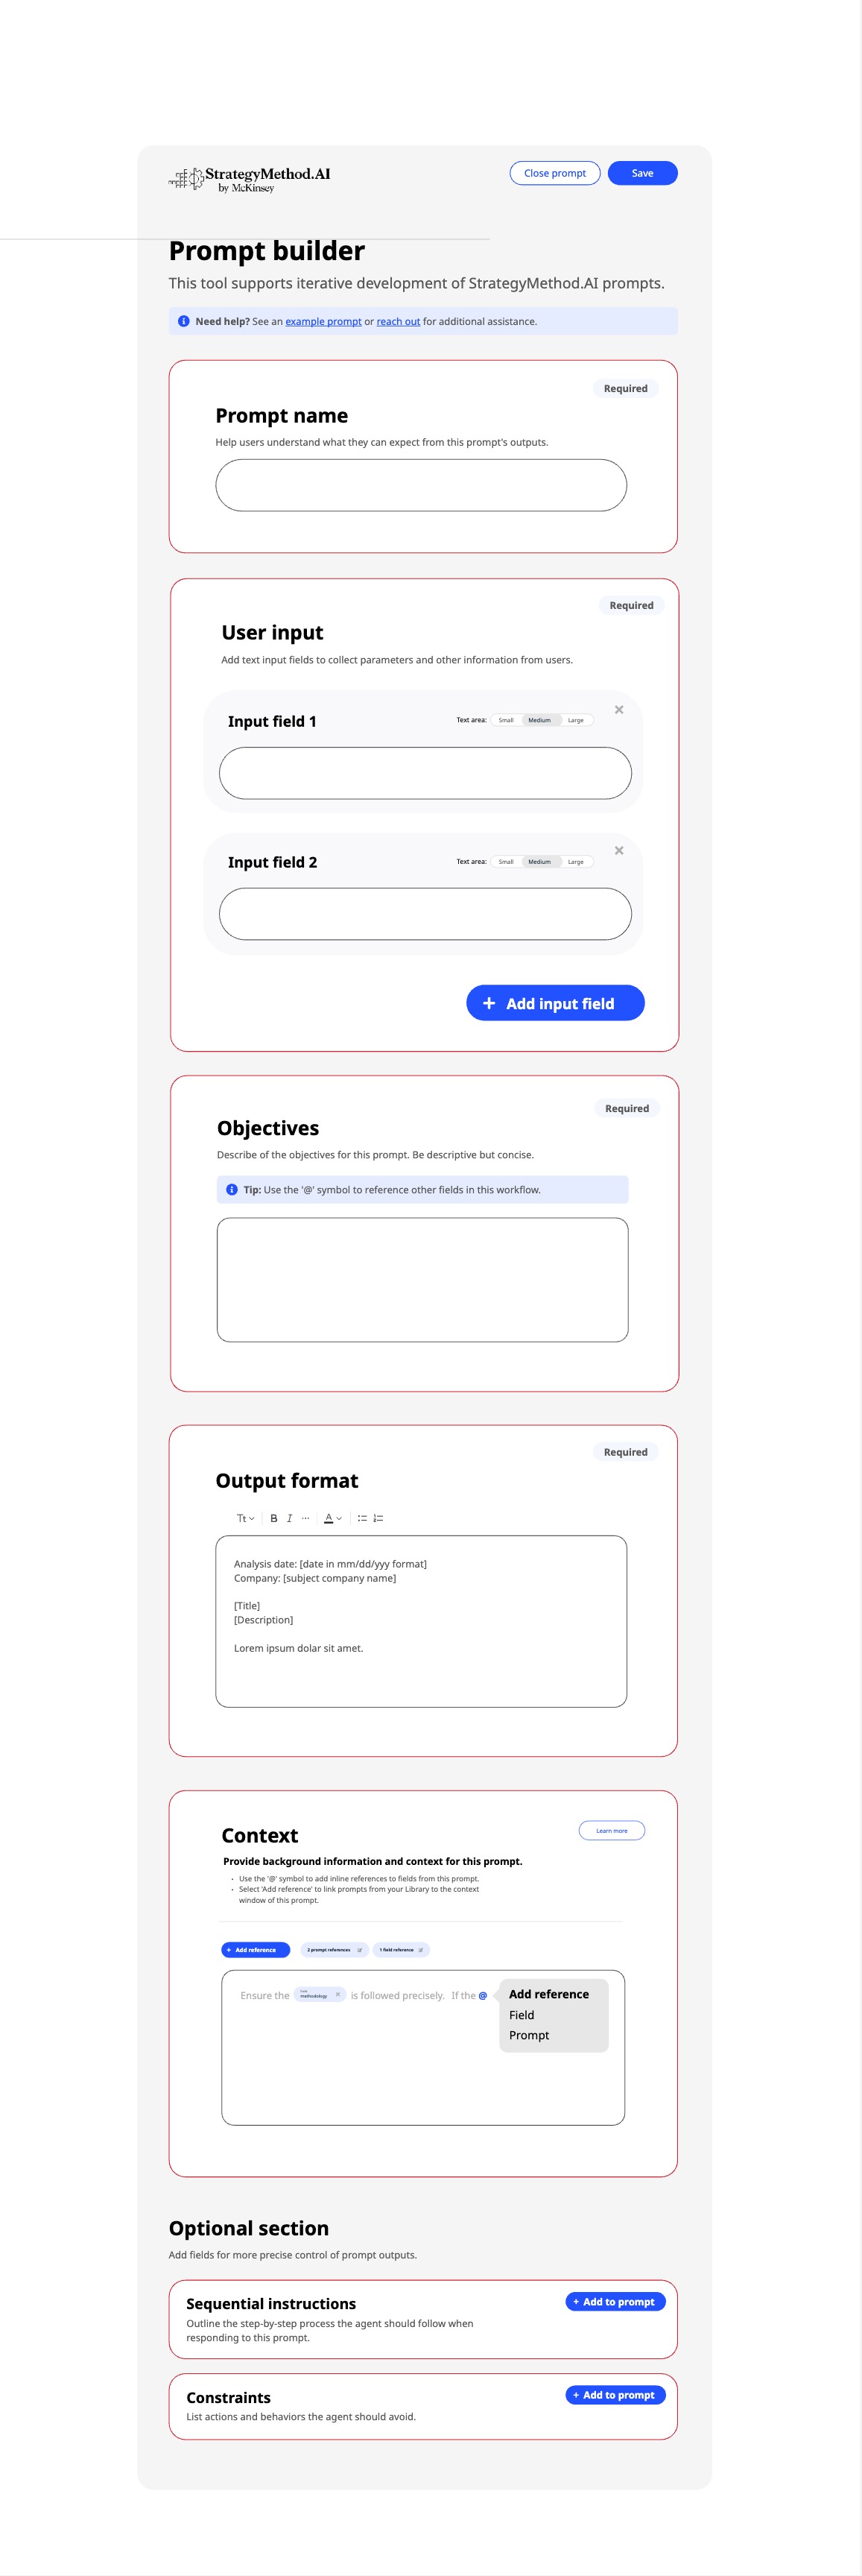 StrategyMethod.AI
by McKinsey
Close prompt
Save
Prompt builder
This tool supports iterative development of StrategyMethod.AI prompts.
Need help? See an example prompt or reach out for additional assistance.
Required
Prompt name
Help users understand what they can expect from this prompt's outputs.
Required
User input
Add text input fields to collect parameters and other information from users.
Input field 1
Text area: Small Medium Large
Input field 2
Text area: Small Medium Large
+ Add input field
Required
Objectives
Describe of the objectives for this prompt. Be descriptive but concise.
Tip: Use the '@' symbol to reference other fields in this workflow.
Required
Output format
Tt B I ... A
Analysis date: [date in mm/dd/yyy format]
Company: [subject company name]
[Title]
[Description]
Lorem ipsum dolar sit amet.
Context
Learn more
Provide background information and context for this prompt.
• Use the '@' symbol to add inline references to fields from this prompt.
• Select 'Add reference' to link prompts from your Library to the context
window of this prompt.
+ Add reference
2 prompt references
1 field reference
Ensure the methodology is followed precisely. If the @
Add reference
Field
Prompt
Optional section
Add fields for more precise control of prompt outputs.
Sequential instructions
+ Add to prompt
Outline the step-by-step process the agent should follow when
responding to this prompt.
Constraints
+ Add to prompt
List actions and behaviors the agent should avoid.